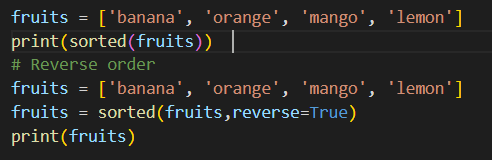 fruits = ['banana', 'orange', 'mango', 'lemon']
print(sorted(fruits))
# Reverse order
fruits = ['banana', 'orange', 'mango', 'lemon']
fruits = sorted(fruits,reverse=True)
print(fruits)